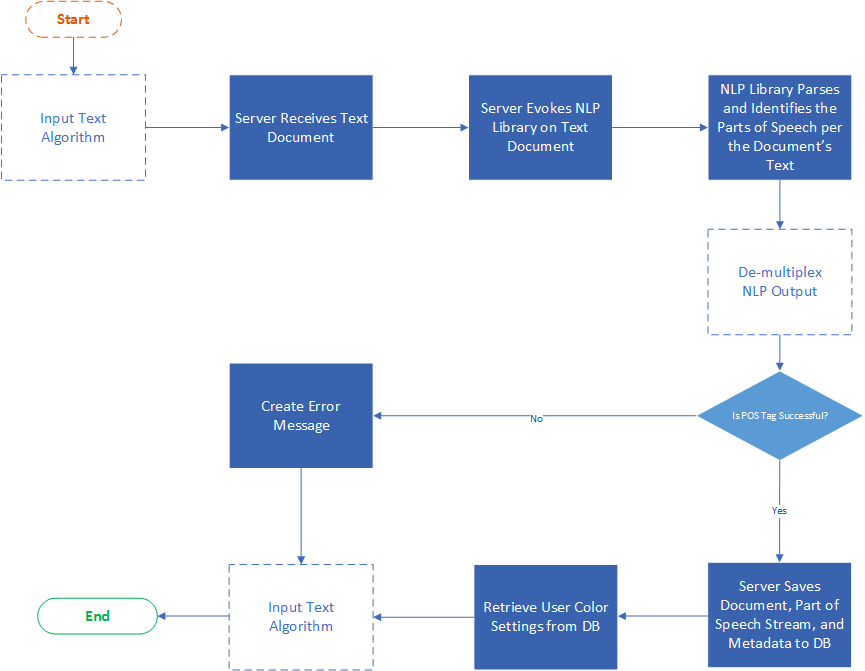 Start
Input Text
Algorithm
Server Receives Text
Document
Server Evokes NLP
Library on Text
Document
NLP Library Parses
and Identifies the
Parts of Speech per
the Document's
Text
De-multiplex
NLP Output
Is POS Tag Successful?
No
Create Error
Message
Yes
Server Saves
Document, Part of
Speech Stream, and
Metadata to DB
Retrieve User Color
Settings from DB
Input Text
Algorithm
End